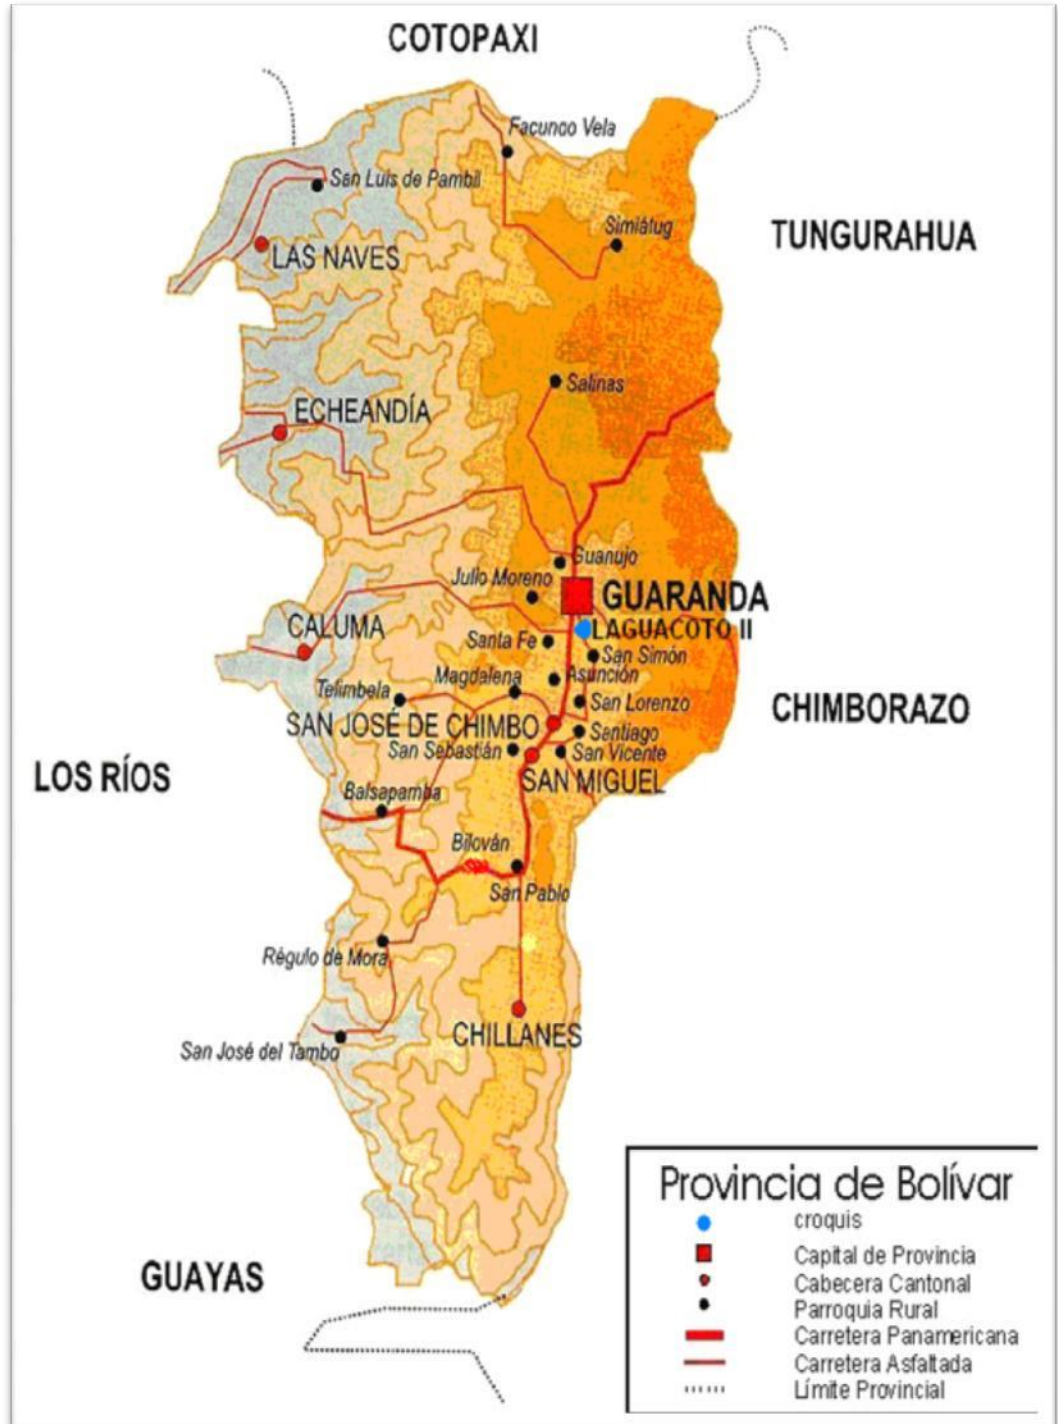 COTOPAXI
Facunoo Vela
San Luis de Pambil
Simiátug
TUNGURAHUA
LAS NAVES
Salinas
ECHEANDÍA
Guanujo
Julio Moreno
GUARANDA
CALUMA
LAGUACOTO II
Santa Fe
San Simón
Magdalena
Asunción
Telimbela
San Lorenzo
CHIMBORAZO
SAN JOSÉ DE CHIMBO
Santiago
San Sebastián
San Vicente
LOS RÍOS
SAN MIGUEL
Balsapamba
Bilován
San Pablo
Règulo de Mora
CHILLANES
San José del Tambo
GUAYAS
Provincia de Bolívar
croquis
Capital de Provincia
Cabecera Cantonal
Parroquia Rural
Carretera Panamericana
Carretera Asfaltada
Límite Provincial